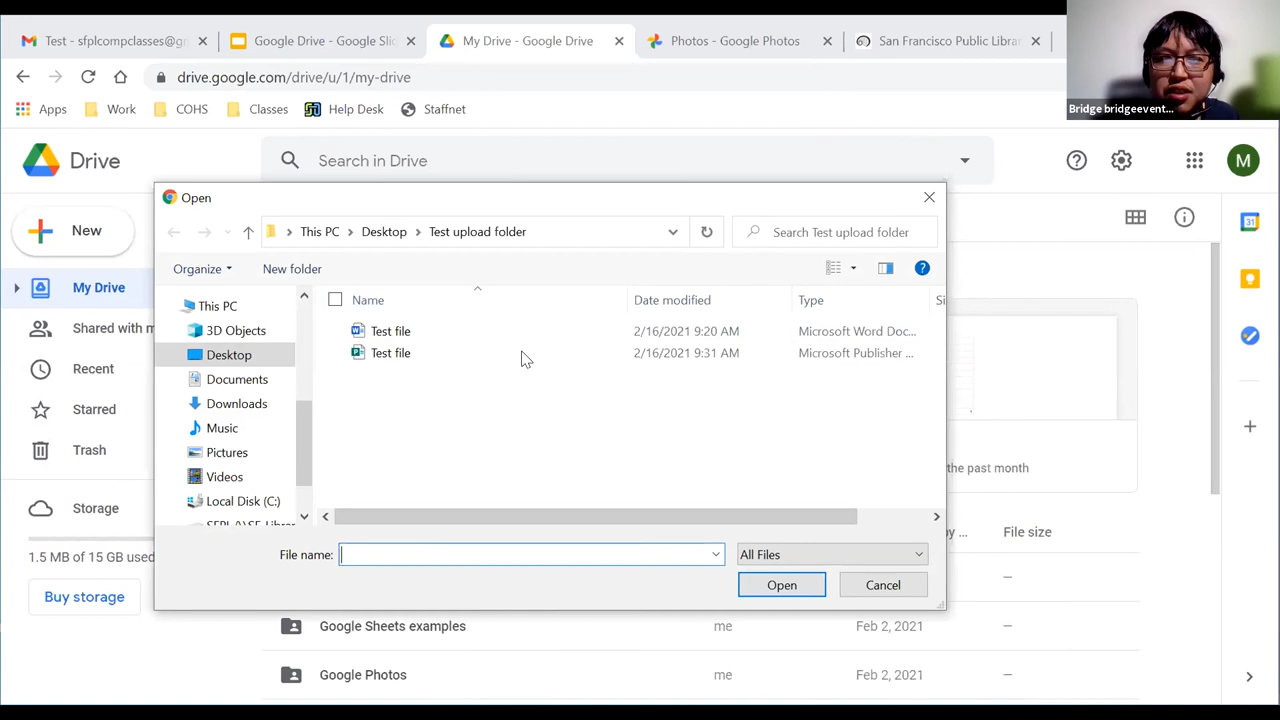 Test - sfplcompclasses@gm
Google Drive - Google Slid
My Drive - Google Drive
Photos - Google Photos
San Francisco Public Librar
drive.google.com/drive/u/1/my-drive
Apps
Work
COHS
Classes
Help Desk
Staffnet
Bridge bridgeevent...
Drive
Search in Drive
M
New
My Drive
Shared with m
Recent
Starred
Trash
Storage
1.5 MB of 15 GB used
Buy storage
31
Open
This PC
Desktop
Test upload folder
Search Test upload folder
Organize
New folder
This PC
3D Objects
Desktop
Documents
Downloads
Music
Pictures
Videos
Local Disk (C:)
Name
Date modified
Type
Si
Test file
2/16/2021 9:20 AM
Microsoft Word Doc...
Test file
2/16/2021 9:31 AM
Microsoft Publisher ...
File name:
All Files
Open
Cancel
the past month
File size
–
Google Sheets examples
me
Feb 2, 2021
–
Google Photos
me
Feb 2, 2021
–